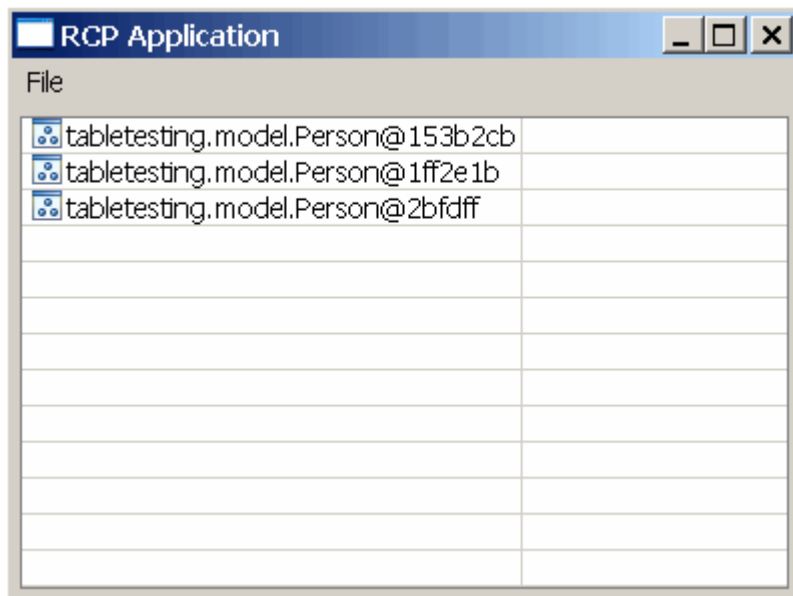 RCP Application
File
tabletesting.model.Person@153b2cb
tabletesting.model.Person@1ff2e1b
tabletesting.model.Person@2bfdff